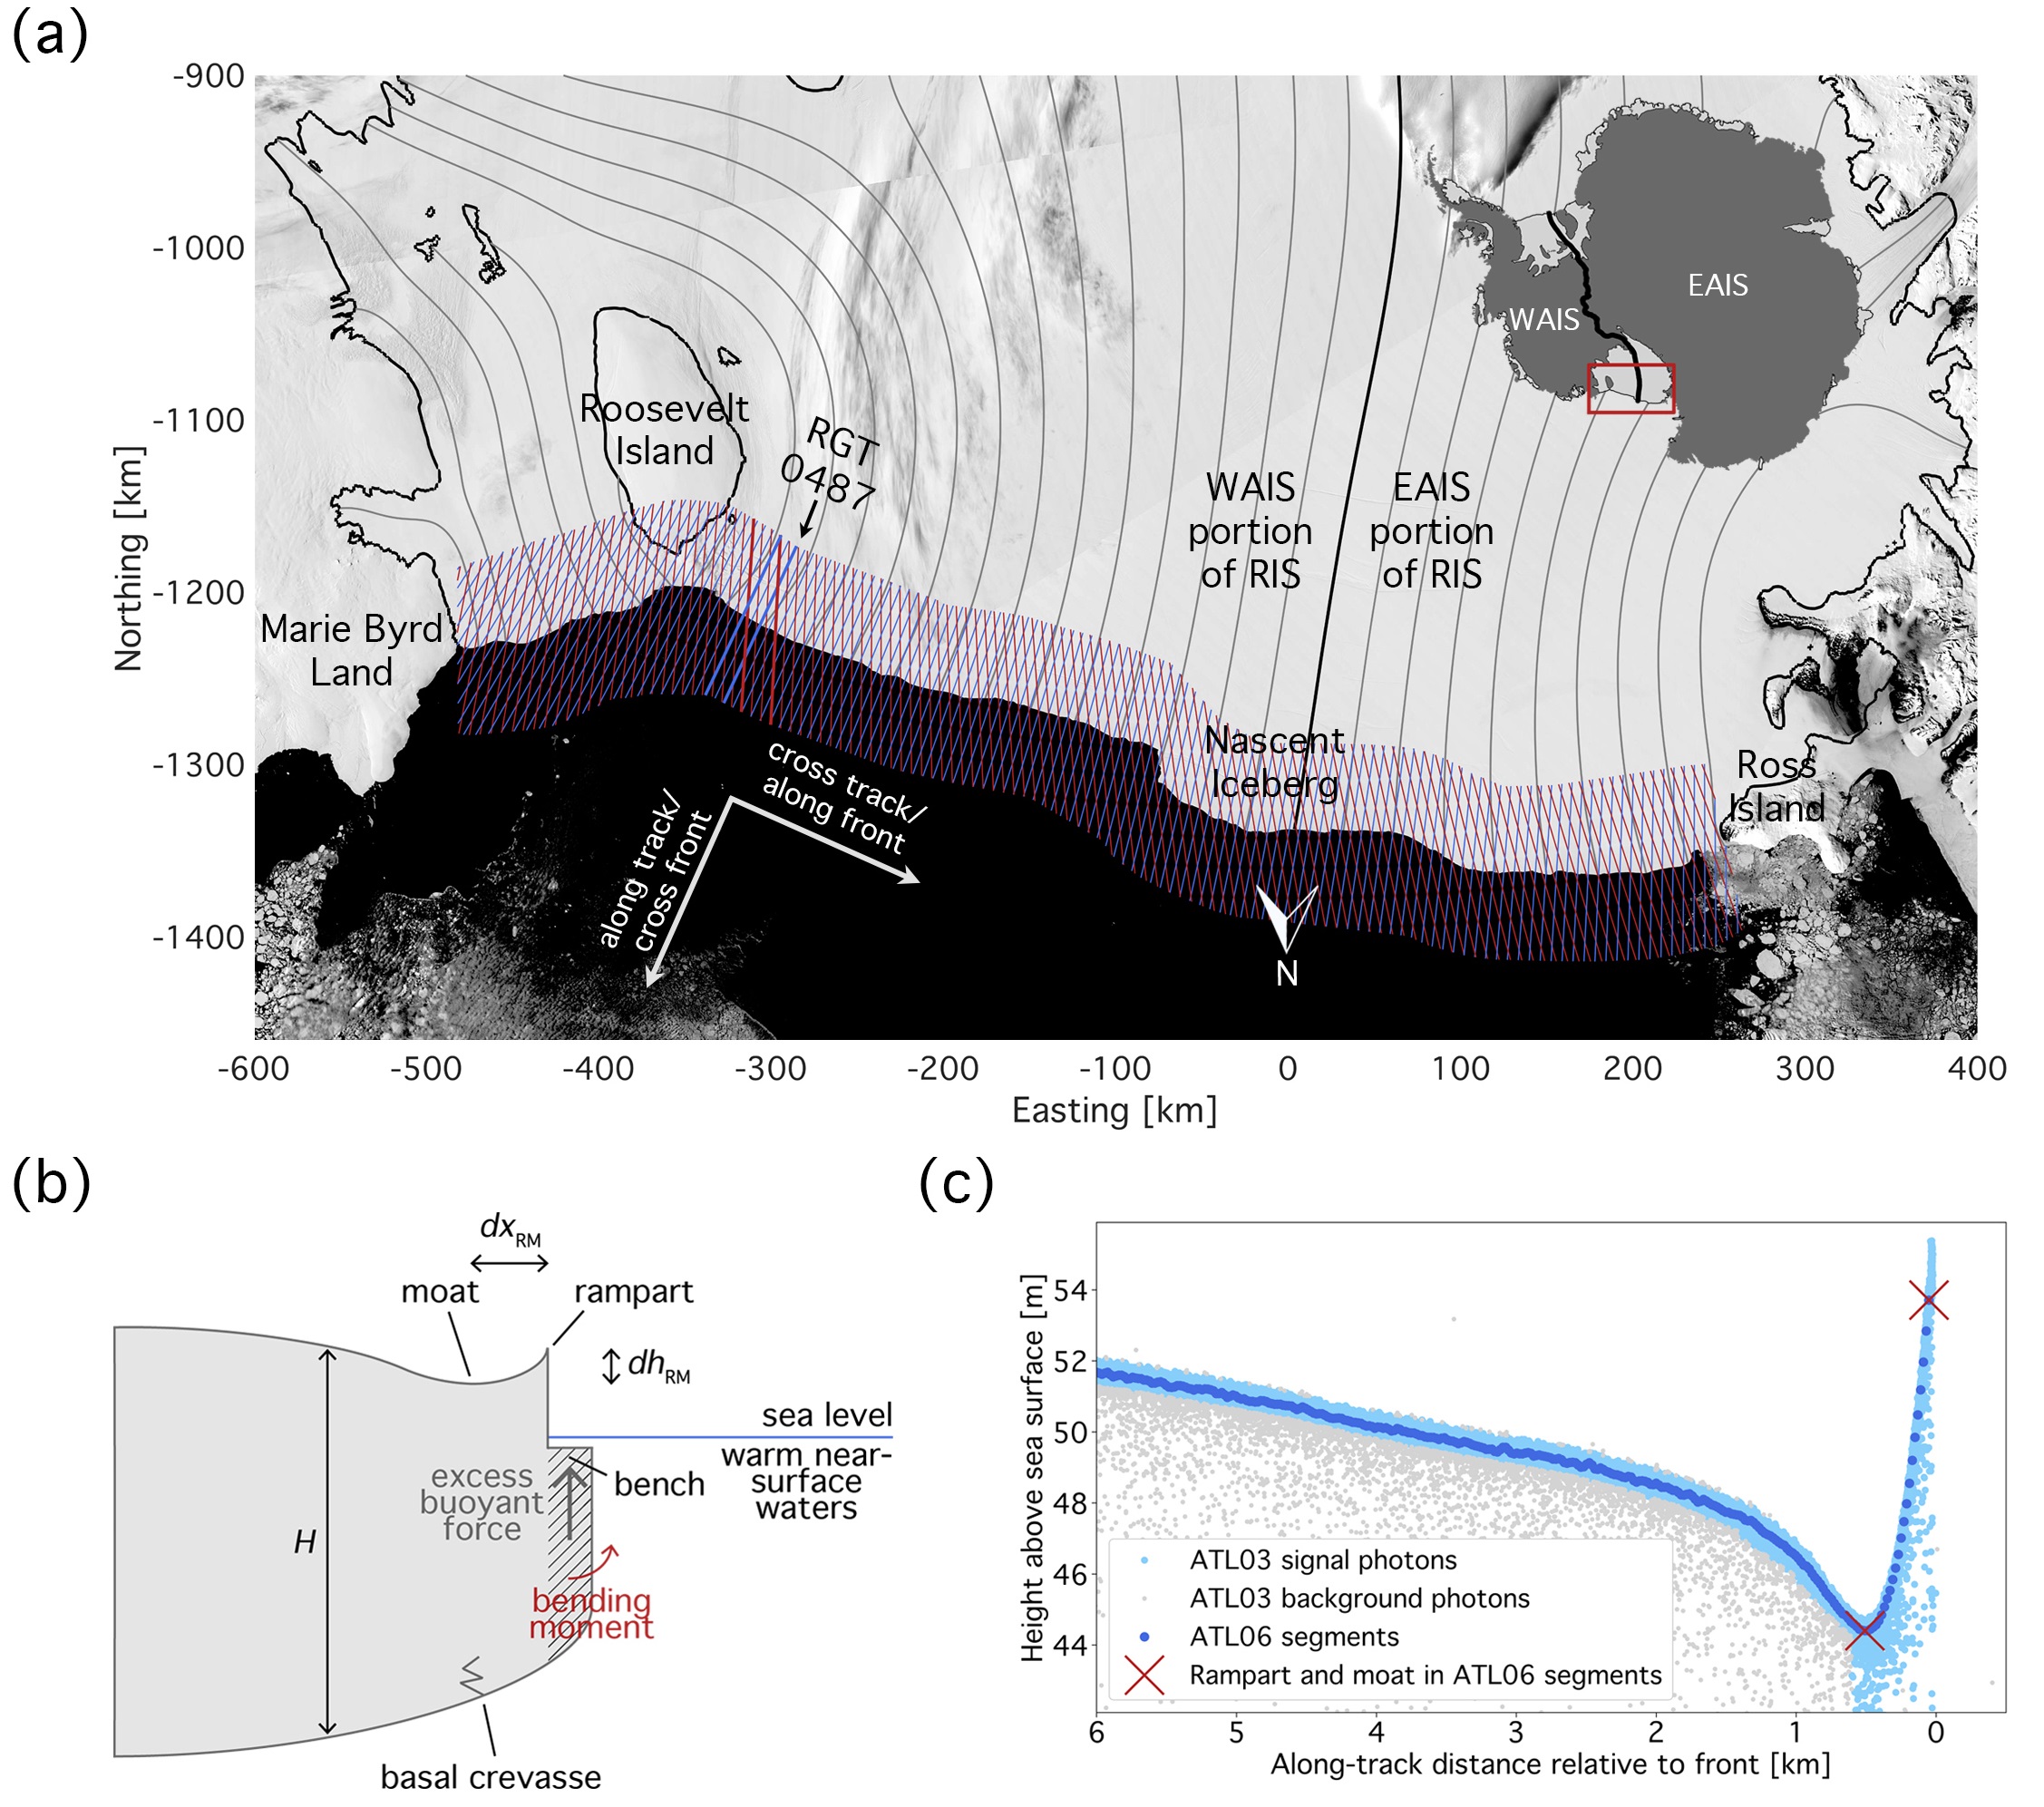 (a)
-900
-1000
-1100
-1200
-1300
-1400
Northing [km]
-600
-500
-400
-300
-200
-100
0
100
200
300
400
Easting [km]
Roosevelt
Island
RGT
0487
Marie Byrd
Land
WAIS
portion
of RIS
EAIS
portion
of RIS
WAIS
EAIS
Nascent
Iceberg
Ross
Island
cross track/
along front
along track/
cross front
N
(b)
dxRM
moat
rampart
dhRM
sea level
warm near-
surface
waters
excess
buoyant
force
bench
H
bending
moment
basal crevasse
(c)
Height above sea surface [m]
54
52
50
48
46
44
ATL03 signal photons
ATL03 background photons
ATL06 segments
Rampart and moat in ATL06 segments
6
5
4
3
2
1
0
Along-track distance relative to front [km]